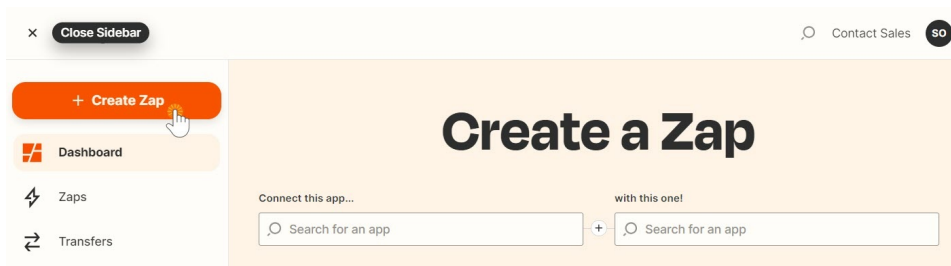 Close Sidebar
Contact Sales
SO
+ Create Zap
Create a Zap
Dashboard
Zaps
Connect this app...
with this one!
Search for an app
+
Search for an app
Transfers